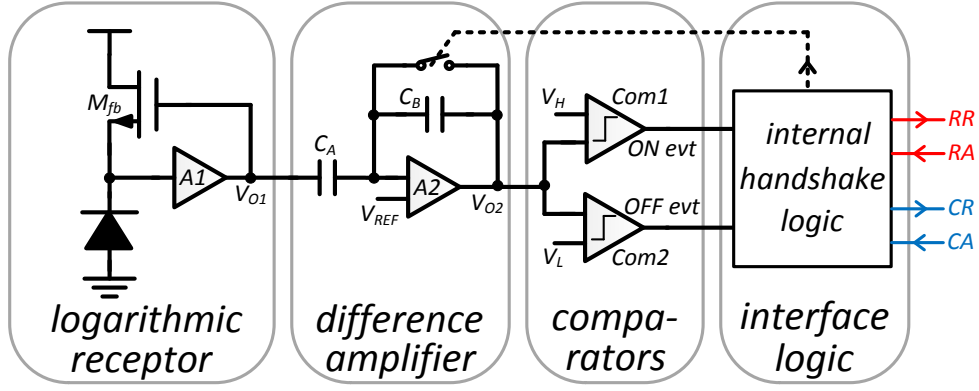 M_fb
A1
V_O1
logarithmic
receptor
C_A
C_B
A2
V_REF
V_O2
difference
amplifier
V_H
Com1
ON evt
OFF evt
V_L
Com2
compa-
rators
internal
handshake
logic
RR
RA
CR
CA
interface
logic